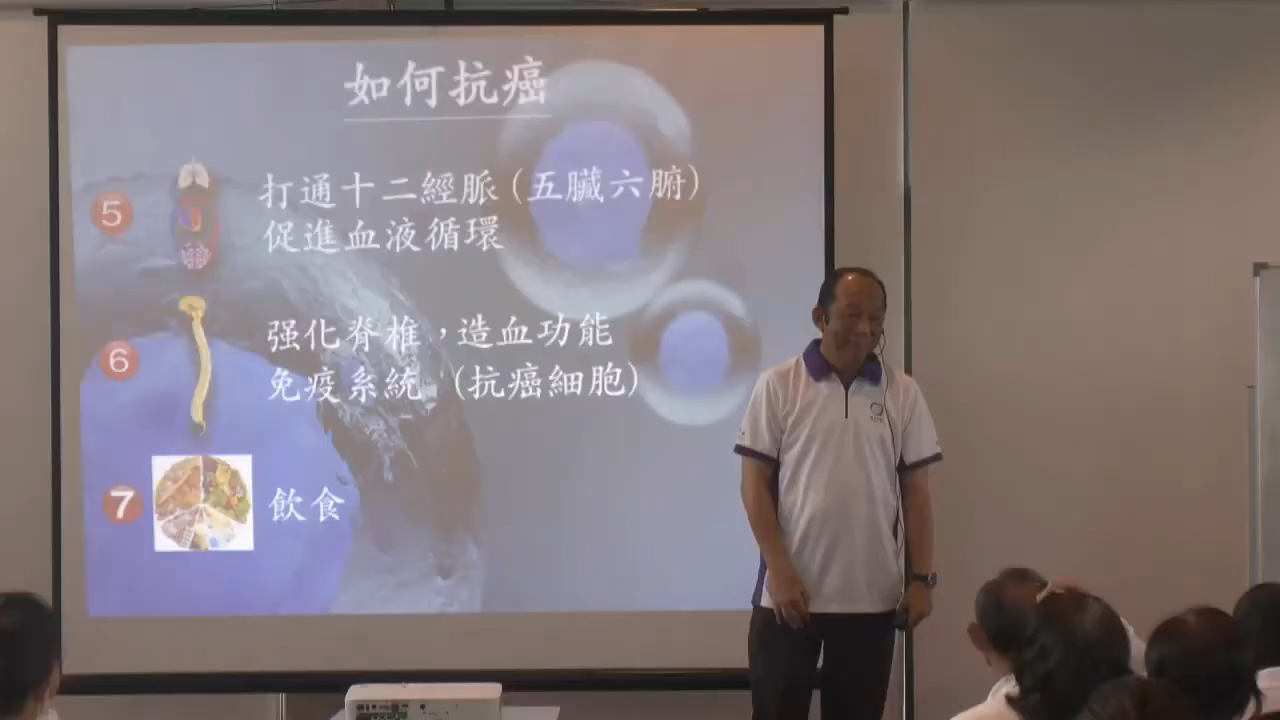 如何抗癌
5
打通十二經脈(五臟六腑)
促進血液循環
6
强化脊椎，造血功能
免疫系統 (抗癌細胞)
7
飲食